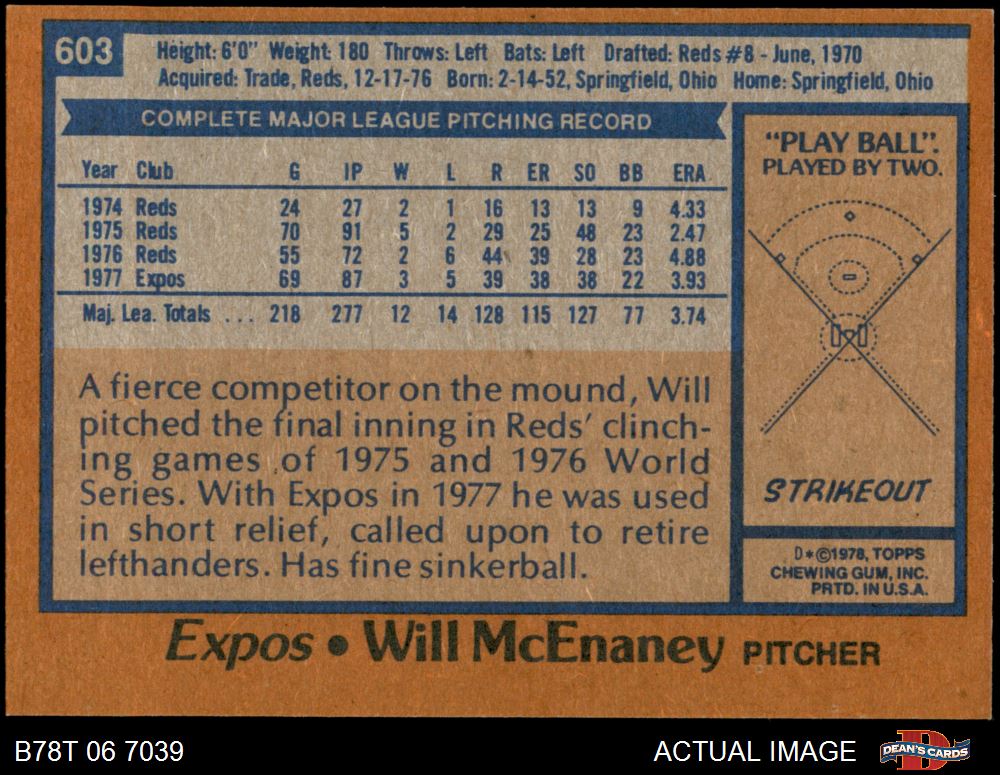 603
Height: 6'0" Weight: 180 Throws: Left Bats: Left Drafted: Reds #8 - June, 1970
Acquired: Trade, Reds, 12-17-76 Born: 2-14-52, Springfield, Ohio Home: Springfield, Ohio
COMPLETE MAJOR LEAGUE PITCHING RECORD
Year Club G IP W L R ER SO BB ERA
1974 Reds 24 27 2 1 16 13 13 9 4.33
1975 Reds 70 91 5 2 29 25 48 23 2.47
1976 Reds 55 72 2 6 44 39 28 23 4.88
1977 Expos 69 87 3 5 39 38 38 22 3.93
Maj. Lea. Totals ... 218 277 12 14 128 115 127 77 3.74
A fierce competitor on the mound, Will
pitched the final inning in Reds' clinch-
ing games of 1975 and 1976 World
Series. With Expos in 1977 he was used
in short relief, called upon to retire
lefthanders. Has fine sinkerball.
"PLAY BALL":
PLAYED BY TWO.
STRIKEOUT
D*©1978, TOPPS
CHEWING GUM, INC.
PRTD. IN U.S.A.
Expos • Will McEnaney PITCHER
B78T 06 7039 ACTUAL IMAGE DEAN'S CARDS